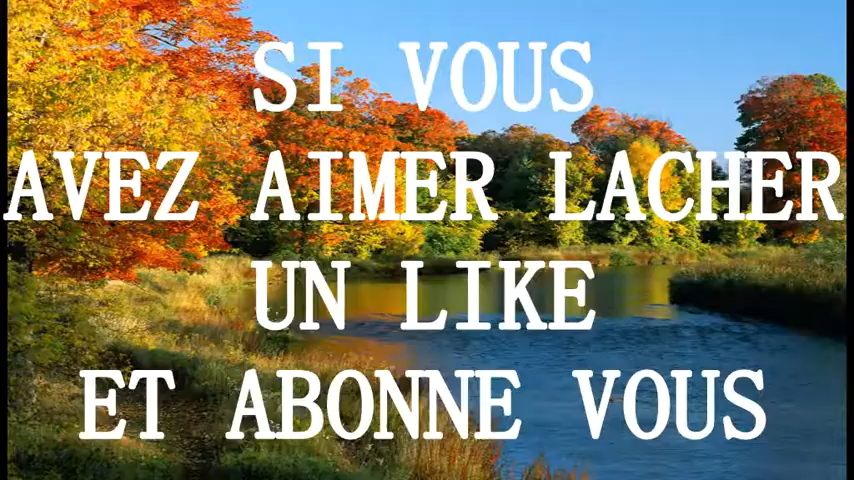 SI VOUS
AVEZ AIMER LACHER
UN LIKE
ET ABONNE VOUS